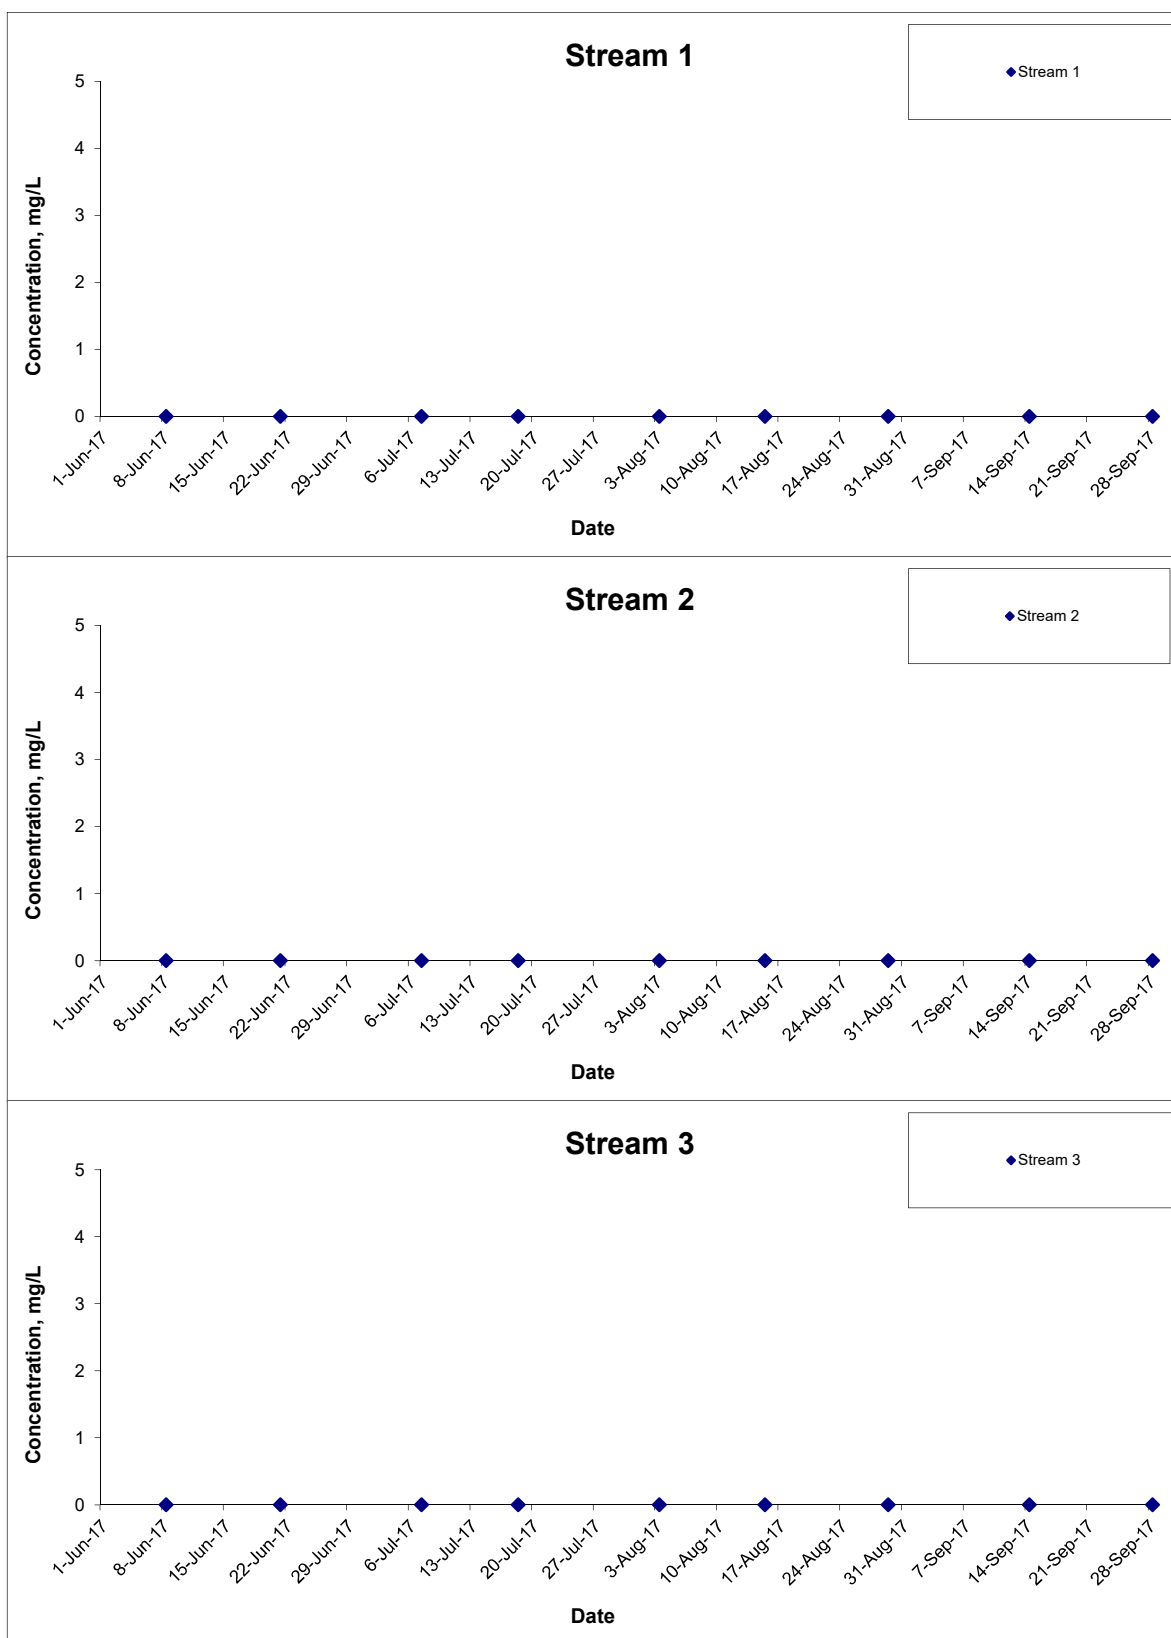 Stream 1
Stream 1
Concentration, mg/L
5
4
3
2
1
0
1-Jun-17
8-Jun-17
15-Jun-17
22-Jun-17
29-Jun-17
6-Jul-17
13-Jul-17
20-Jul-17
27-Jul-17
3-Aug-17
10-Aug-17
17-Aug-17
24-Aug-17
31-Aug-17
7-Sep-17
14-Sep-17
21-Sep-17
28-Sep-17
Date
Stream 2
Stream 2
Concentration, mg/L
5
4
3
2
1
0
1-Jun-17
8-Jun-17
15-Jun-17
22-Jun-17
29-Jun-17
6-Jul-17
13-Jul-17
20-Jul-17
27-Jul-17
3-Aug-17
10-Aug-17
17-Aug-17
24-Aug-17
31-Aug-17
7-Sep-17
14-Sep-17
21-Sep-17
28-Sep-17
Date
Stream 3
Stream 3
Concentration, mg/L
5
4
3
2
1
0
1-Jun-17
8-Jun-17
15-Jun-17
22-Jun-17
29-Jun-17
6-Jul-17
13-Jul-17
20-Jul-17
27-Jul-17
3-Aug-17
10-Aug-17
17-Aug-17
24-Aug-17
31-Aug-17
7-Sep-17
14-Sep-17
21-Sep-17
28-Sep-17
Date